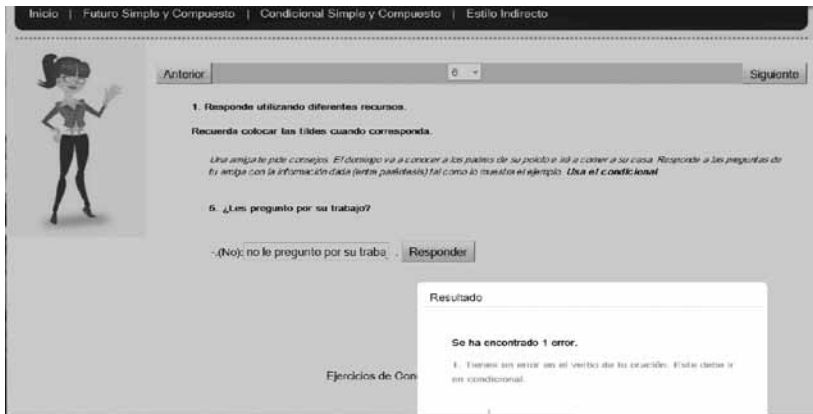 Inicio | Futuro Simple y Compuesto | Condicional Simple y Compuesto | Estilo Indirecto
Anterior 6 Siguiente
1. Responde utilizando diferentes recursos.
Recuerda colocar las tildes cuando corresponda.
Una amiga te pide consejos. El domingo va a conocer a los padres de su pololo e irá a comer a su casa. Responde a las preguntas de
tu amiga con la información dada (entre paréntesis) tal como lo muestra el ejemplo. Usa el condicional
6. ¿Les pregunto por su trabajo?
-.(No): no le pregunto por su traba . Responder
Resultado
Se ha encontrado 1 error.
1. Tienes un error en el verbo de tu oración. Este debe ir
en condicional.
Ejercicios de Con